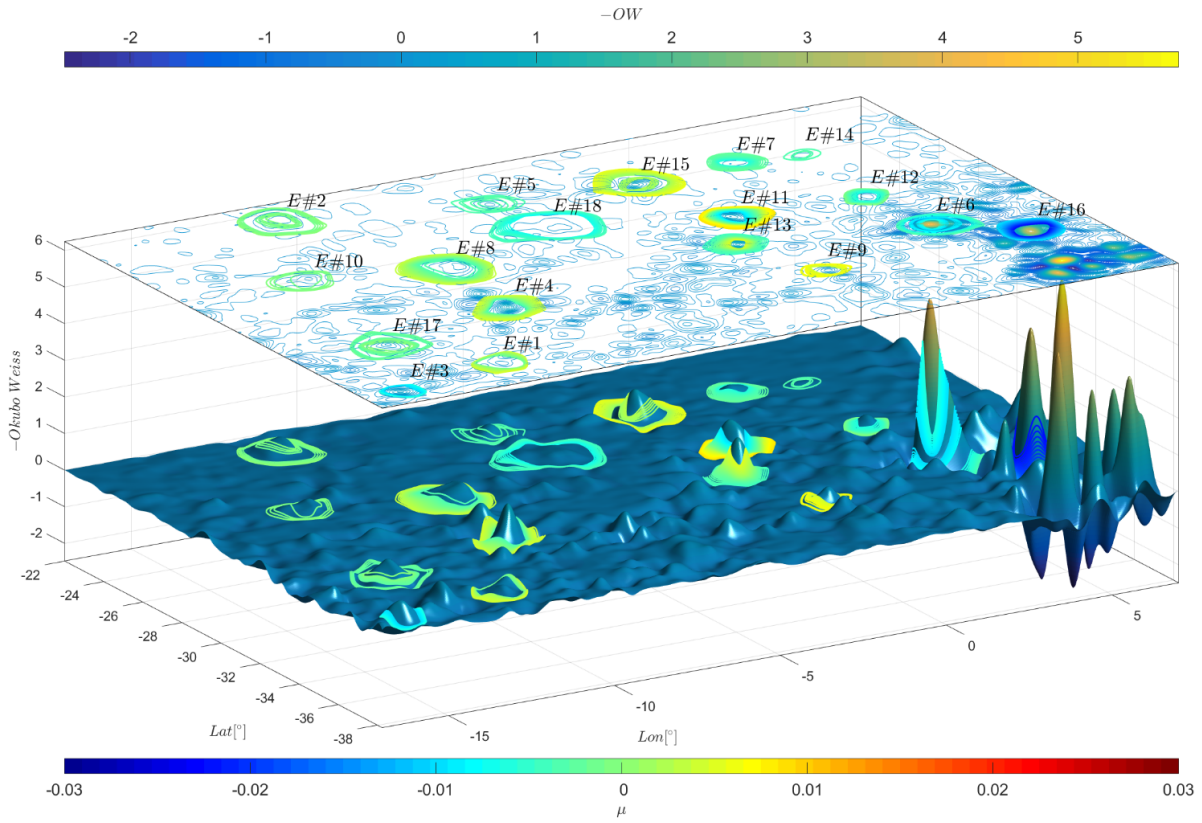 −OW
-2 -1 0 1 2 3 4 5
E#14
E#7
E#15
E#12
E#5
E#2
E#11
E#6
E#18
E#16
E#13
E#8
E#9
E#10
E#4
E#17
E#1
E#3
6
5
4
3
2
1
0
-1
-2
−Okubo Weiss
-22
-24
-26
-28
-30
-32
-34
-36
-38
5
0
-5
-10
-15
Lat[°]
Lon[°]
-0.03 -0.02 -0.01 0 0.01 0.02 0.03
μ